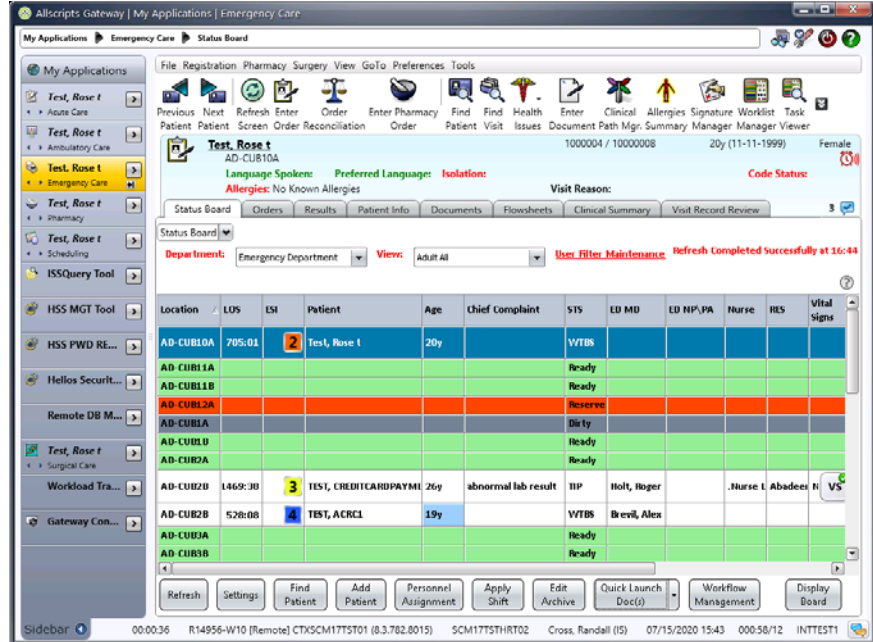 Allscripts Gateway | My Applications | Emergency Care
My Applications Emergency Care Status Board
My Applications
Test, Rose t
Acute Care
Test, Rose t
Ambulatory Care
Test, Rose t
Emergency Care
Test, Rose t
Pharmacy
Test, Rose t
Scheduling
ISSQuery Tool
HSS MGT Tool
HSS PWD RE...
Helios Securit...
Remote DB M...
Test, Rose t
Surgical Care
Workload Tra...
Gateway Con...
Sidebar
File Registration Pharmacy Surgery View GoTo Preferences Tools
Previous Next Refresh Enter Order Enter Pharmacy Find Find Health Enter Clinical Allergies Signature Worklist Task
Patient Patient Screen Order Reconciliation Order Patient Visit Issues Document Path Mgr. Summary Manager Manager Viewer
Test, Rose t 1000004 / 10000008 20y (11-11-1999) Female
AD-CUB10A
Language Spoken: Preferred Language: Isolation: Code Status:
Allergies: No Known Allergies Visit Reason:
Status Board Orders Results Patient Info Documents Flowsheets Clinical Summary Visit Record Review 3
Status Board
Department: Emergency Department View: Adult All User Filter Maintenance Refresh Completed Successfully at 16:44
Location LOS ESI Patient Age Chief Complaint STS ED MD ED NP\PA Nurse RES Vital
Signs
AD-CUB10A 705:01 2 Test, Rose t 20y WTBS
AD-CUB11A Ready
AD-CUB11B Ready
AD-CUB12A Reserve
AD-CUB1A Dirty
AD-CUB1D Ready
AD-CUB2A Ready
AD-CUB2D 1469:38 3 TEST, CREDITCARDPAYME 26y abnormal lab result TIP Holt, Roger .Nurse L Abadeer N VS
AD-CUB2B 528:08 4 TEST, ACRC1 19y WTBS Brevil, Alex
AD-CUB3A Ready
AD-CUB3B Ready
Refresh Settings Find Patient Add Patient Personnel Assignment Apply Shift Edit Archive Quick Launch Doc(s) Workflow Management Display Board
00:00:36 R14956-W10 [Remote] CTXSCM17TST01 (8.3.782.8015) SCM17TSTHRT02 Cross, Randall (IS) 07/15/2020 15:43 000:58/12 INTTEST1